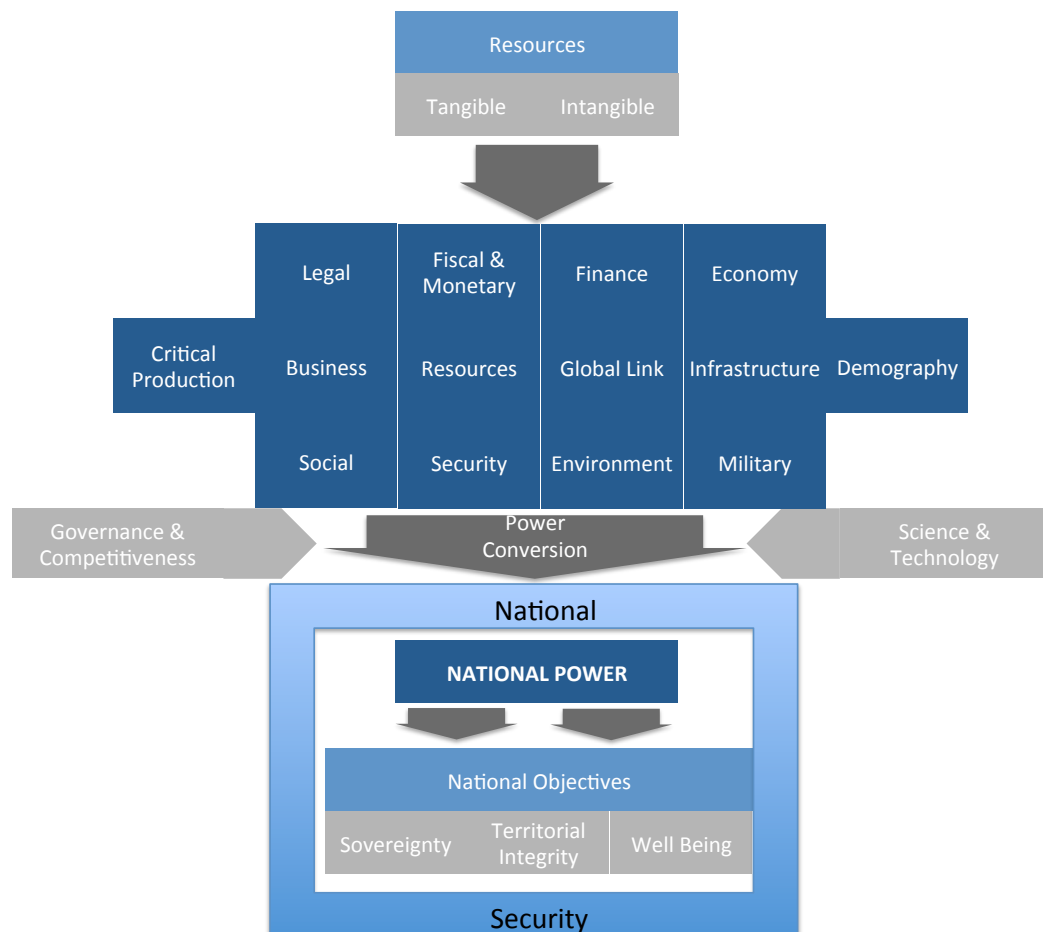 Resources
Tangible Intangible
Legal
Fiscal &
Monetary
Finance
Economy
Critical
Production
Business
Resources
Global Link
Infrastructure
Demography
Social
Security
Environment
Military
Governance &
Competitiveness
Power
Conversion
Science &
Technology
National
NATIONAL POWER
National Objectives
Sovereignty
Territorial
Integrity
Well Being
Security